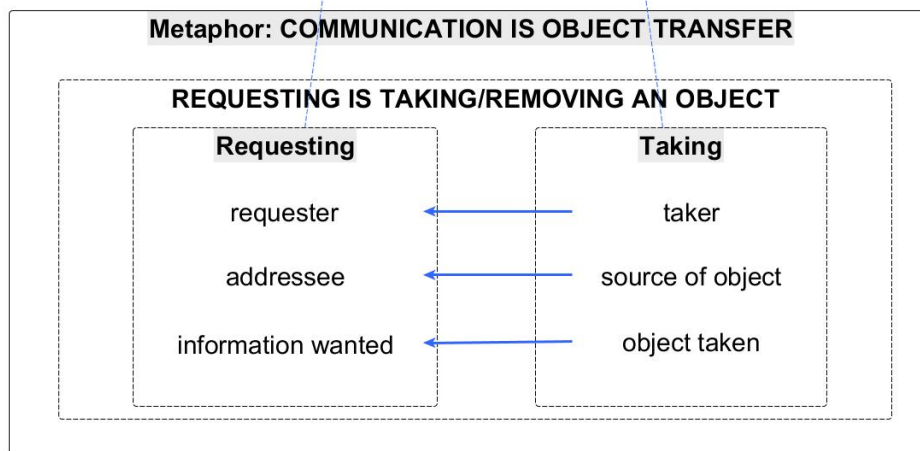 Metaphor: COMMUNICATION IS OBJECT TRANSFER
REQUESTING IS TAKING/REMOVING AN OBJECT
Requesting
Taking
requester
taker
addressee
source of object
information wanted
object taken